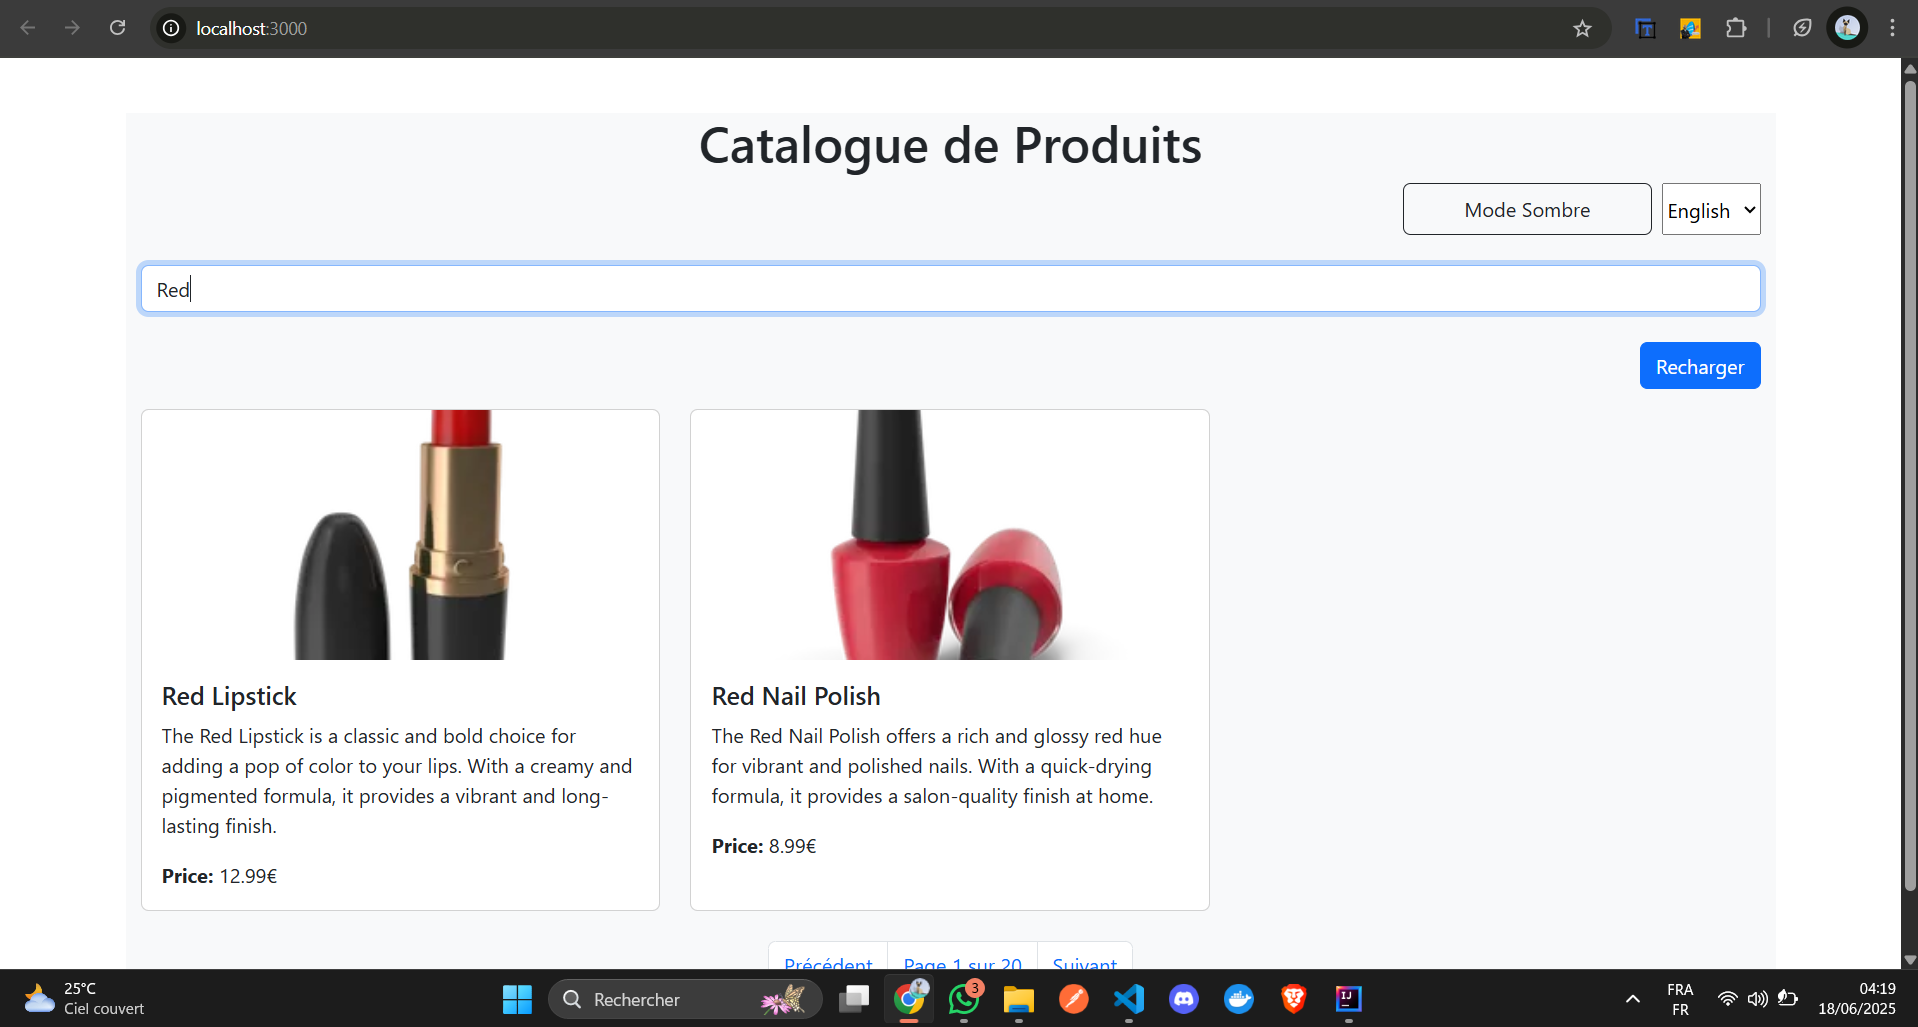 localhost:3000
Catalogue de Produits
Mode Sombre
English
Red
Recharger
Red Lipstick
The Red Lipstick is a classic and bold choice for
adding a pop of color to your lips. With a creamy and
pigmented formula, it provides a vibrant and long-
lasting finish.
Price: 12.99€
Red Nail Polish
The Red Nail Polish offers a rich and glossy red hue
for vibrant and polished nails. With a quick-drying
formula, it provides a salon-quality finish at home.
Price: 8.99€
Précédent Page 1 sur 20 Suivant
25°C
Ciel couvert
Rechercher
3
IJ
FRA
FR
04:19
18/06/2025